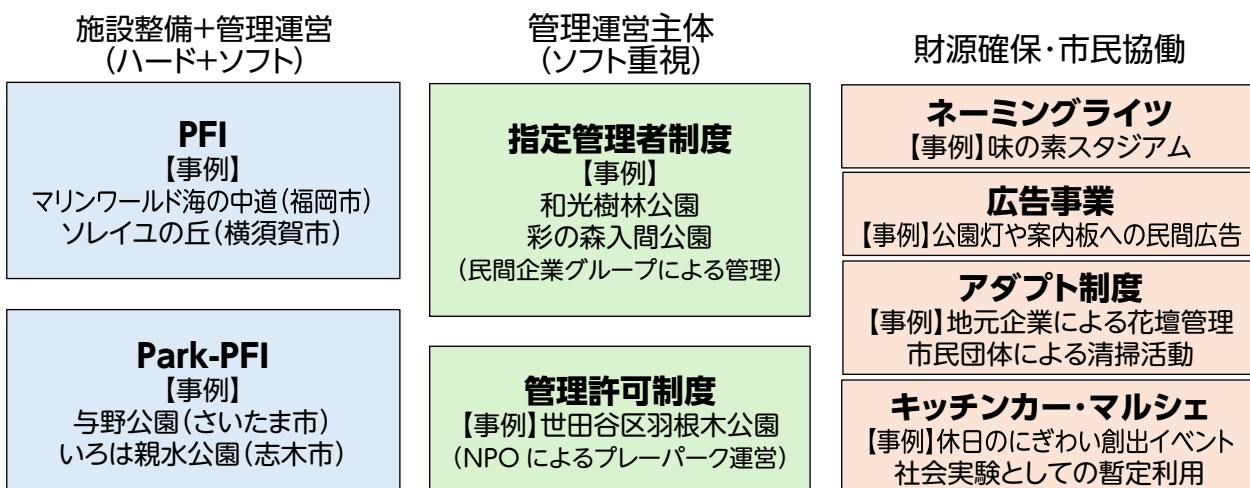 施設整備+管理運営
(ハード+ソフト)
PFI
【事例】
マリンワールド海の中道(福岡市)
ソレイユの丘(横須賀市)
Park-PFI
【事例】
与野公園(さいたま市)
いろは親水公園(志木市)
管理運営主体
(ソフト重視)
指定管理者制度
【事例】
和光樹林公園
彩の森入間公園
(民間企業グループによる管理)
管理許可制度
【事例】世田谷区羽根木公園
(NPO によるプレーパーク運営)
財源確保・市民協働
ネーミングライツ
【事例】味の素スタジアム
広告事業
【事例】公園灯や案内板への民間広告
アダプト制度
【事例】地元企業による花壇管理
市民団体による清掃活動
キッチンカー・マルシェ
【事例】休日のにぎわい創出イベント
社会実験としての暫定利用